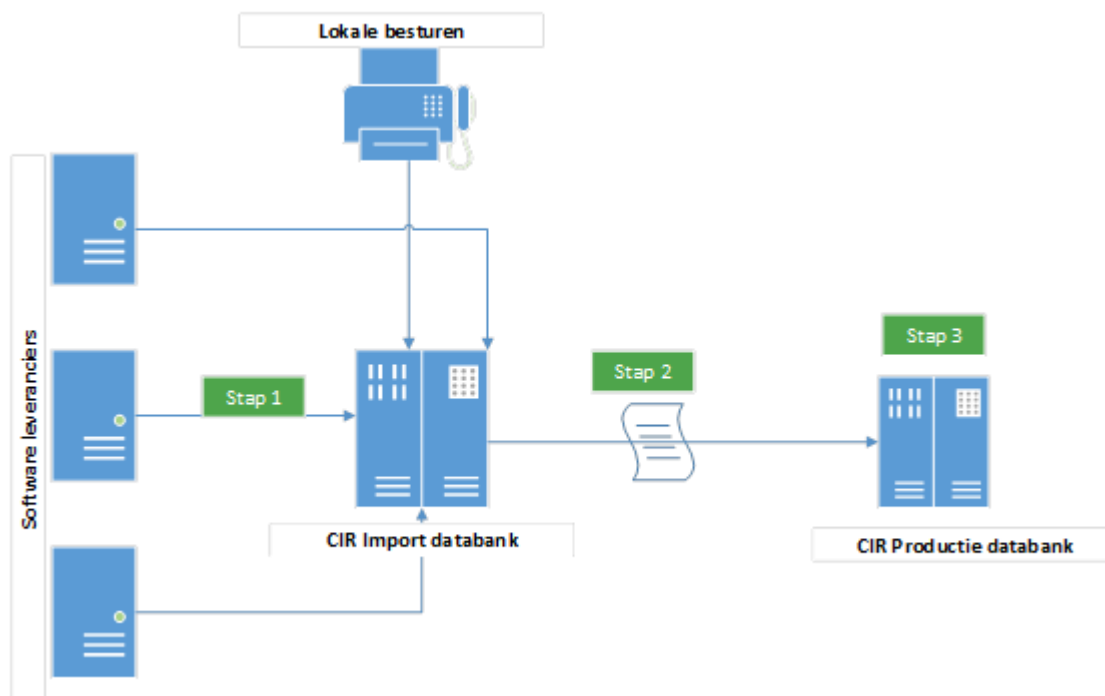 Lokale besturen
Software leveranciers
Stap 1
Stap 2
Stap 3
CIR Import databank
CIR Productie databank